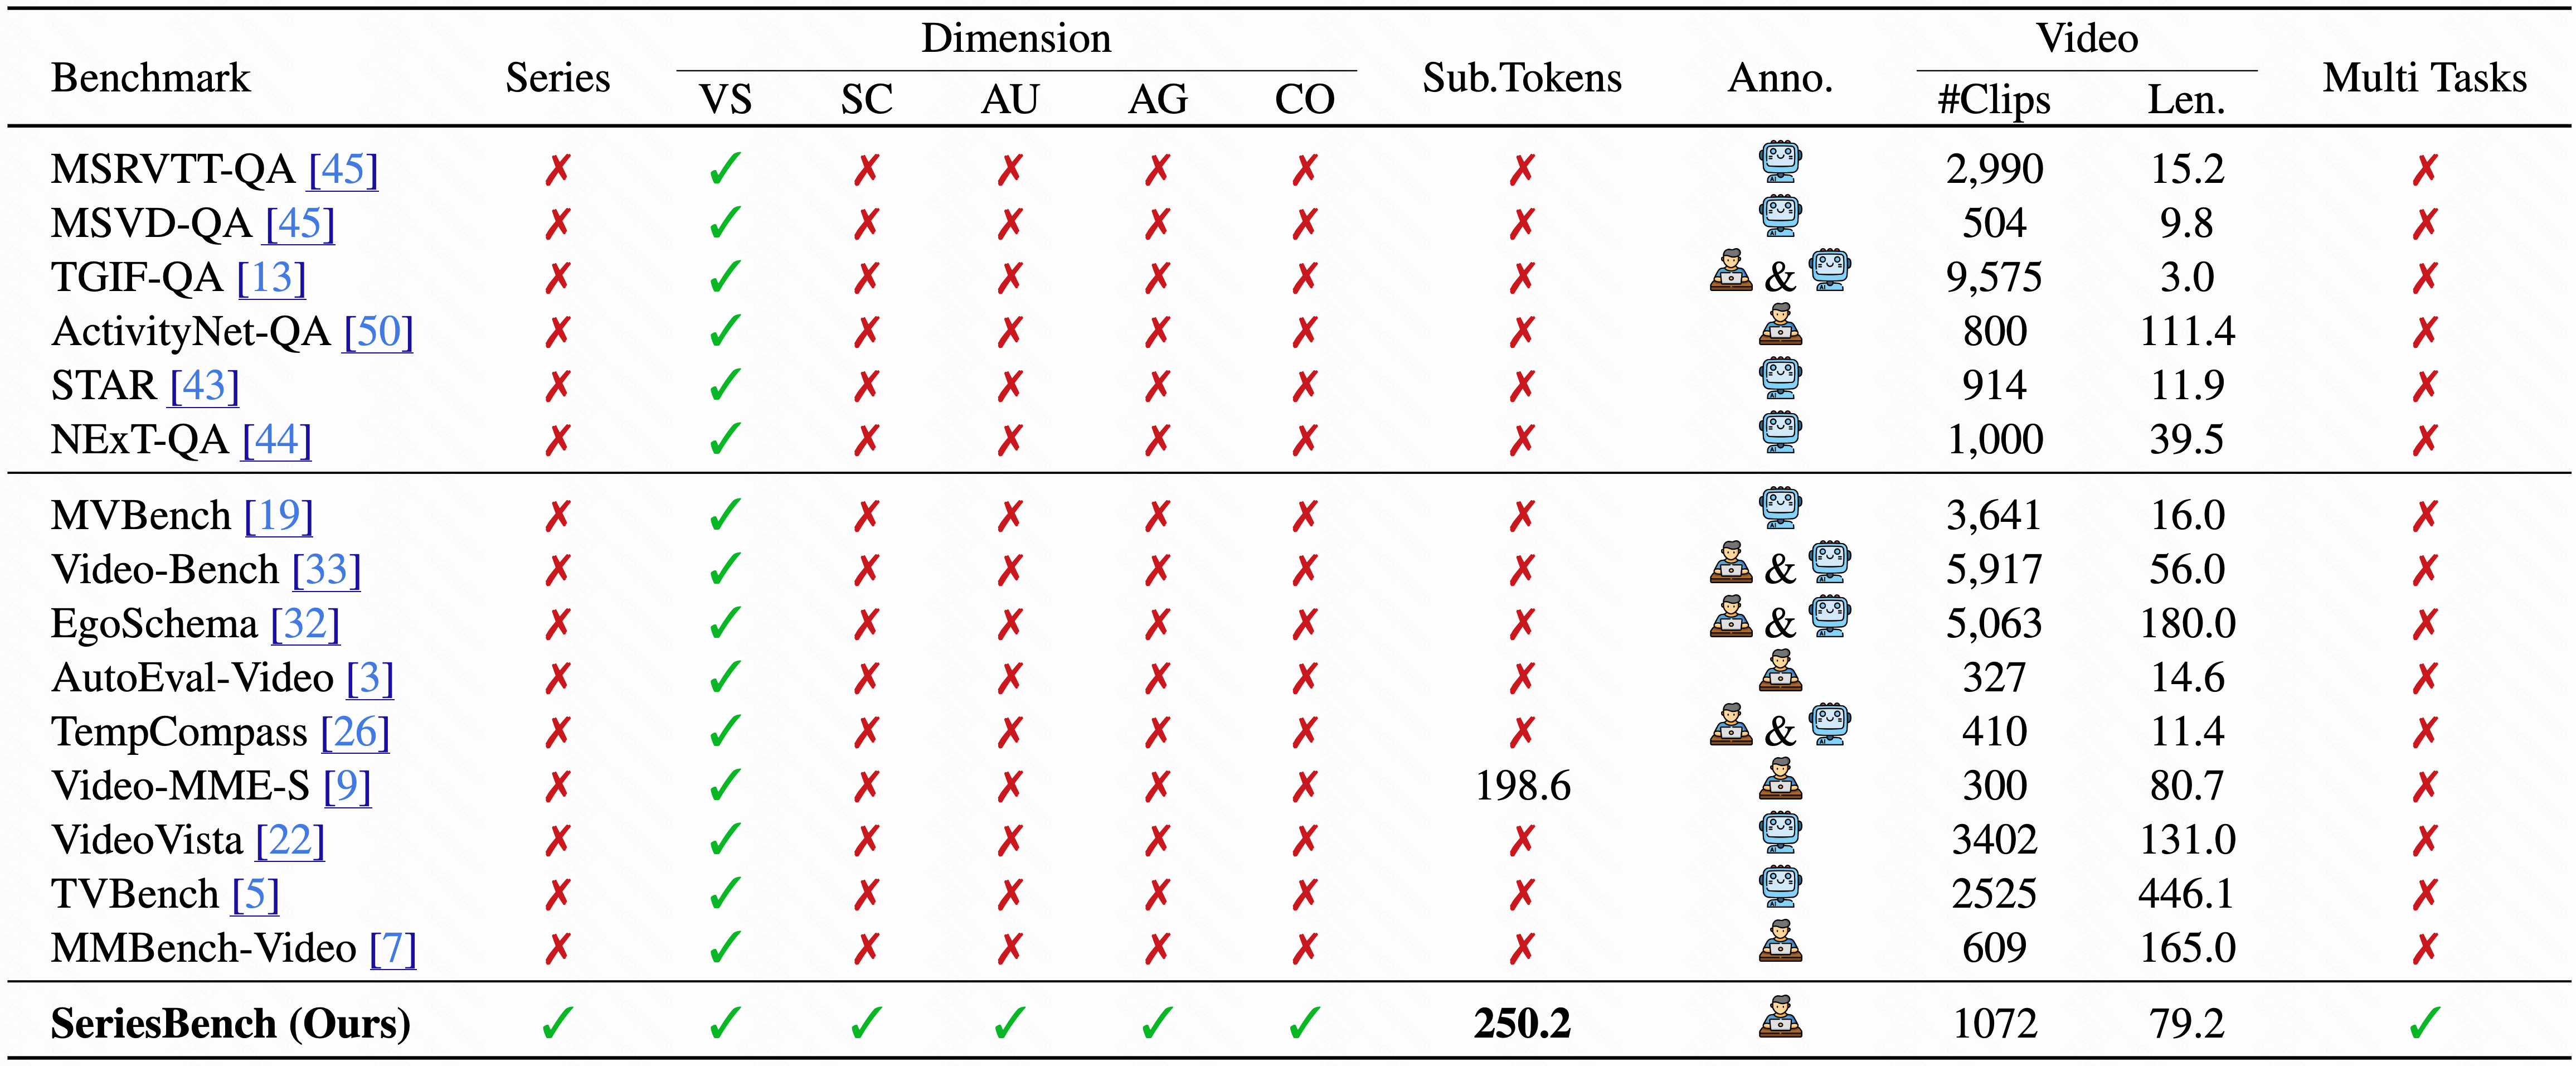 Benchmark Series Dimension Sub.Tokens Anno. Video Multi Tasks
VS SC AU AG CO #Clips Len.
MSRVTT-QA [45] ✗ ✓ ✗ ✗ ✗ ✗ ✗ 2,990 15.2 ✗
MSVD-QA [45] ✗ ✓ ✗ ✗ ✗ ✗ ✗ 504 9.8 ✗
TGIF-QA [13] ✗ ✓ ✗ ✗ ✗ ✗ ✗ & 9,575 3.0 ✗
ActivityNet-QA [50] ✗ ✓ ✗ ✗ ✗ ✗ ✗ 800 111.4 ✗
STAR [43] ✗ ✓ ✗ ✗ ✗ ✗ ✗ 914 11.9 ✗
NExT-QA [44] ✗ ✓ ✗ ✗ ✗ ✗ ✗ 1,000 39.5 ✗
MVBench [19] ✗ ✓ ✗ ✗ ✗ ✗ ✗ 3,641 16.0 ✗
Video-Bench [33] ✗ ✓ ✗ ✗ ✗ ✗ ✗ & 5,917 56.0 ✗
EgoSchema [32] ✗ ✓ ✗ ✗ ✗ ✗ ✗ & 5,063 180.0 ✗
AutoEval-Video [3] ✗ ✓ ✗ ✗ ✗ ✗ ✗ 327 14.6 ✗
TempCompass [26] ✗ ✓ ✗ ✗ ✗ ✗ ✗ & 410 11.4 ✗
Video-MME-S [9] ✗ ✓ ✗ ✗ ✗ ✗ 198.6 300 80.7 ✗
VideoVista [22] ✗ ✓ ✗ ✗ ✗ ✗ ✗ 3402 131.0 ✗
TVBench [5] ✗ ✓ ✗ ✗ ✗ ✗ ✗ 2525 446.1 ✗
MMBench-Video [7] ✗ ✓ ✗ ✗ ✗ ✗ ✗ 609 165.0 ✗
SeriesBench (Ours) ✓ ✓ ✓ ✓ ✓ ✓ 250.2 1072 79.2 ✓